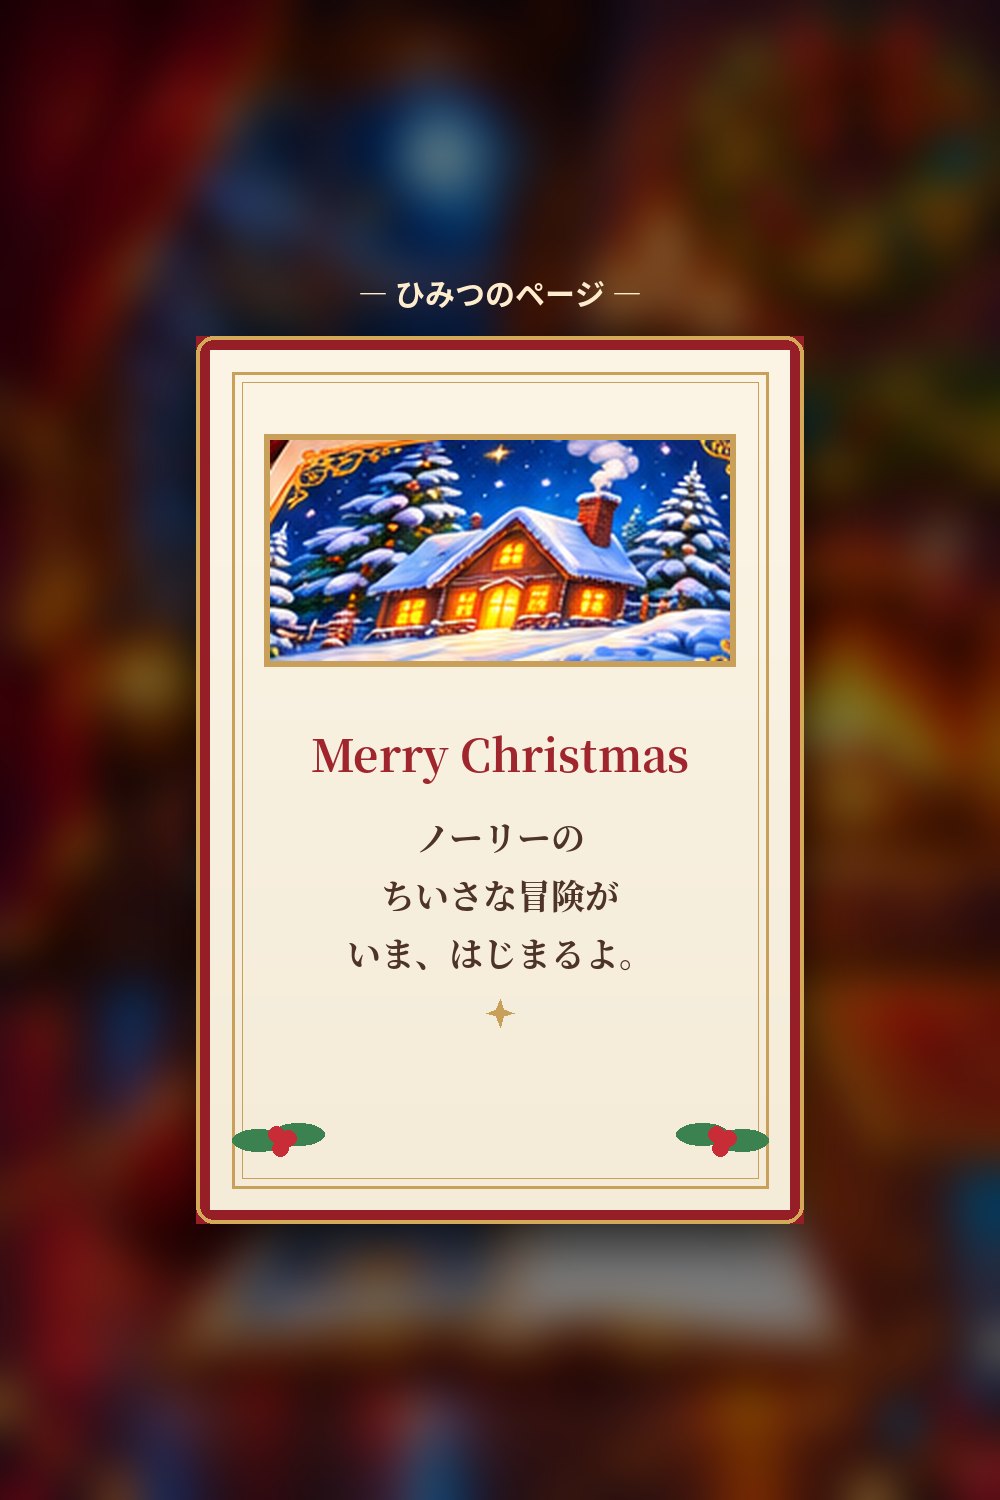 — ひみつのページ —
Merry Christmas
ノーリーの
ちいさな冒険が
いま、はじまるよ。